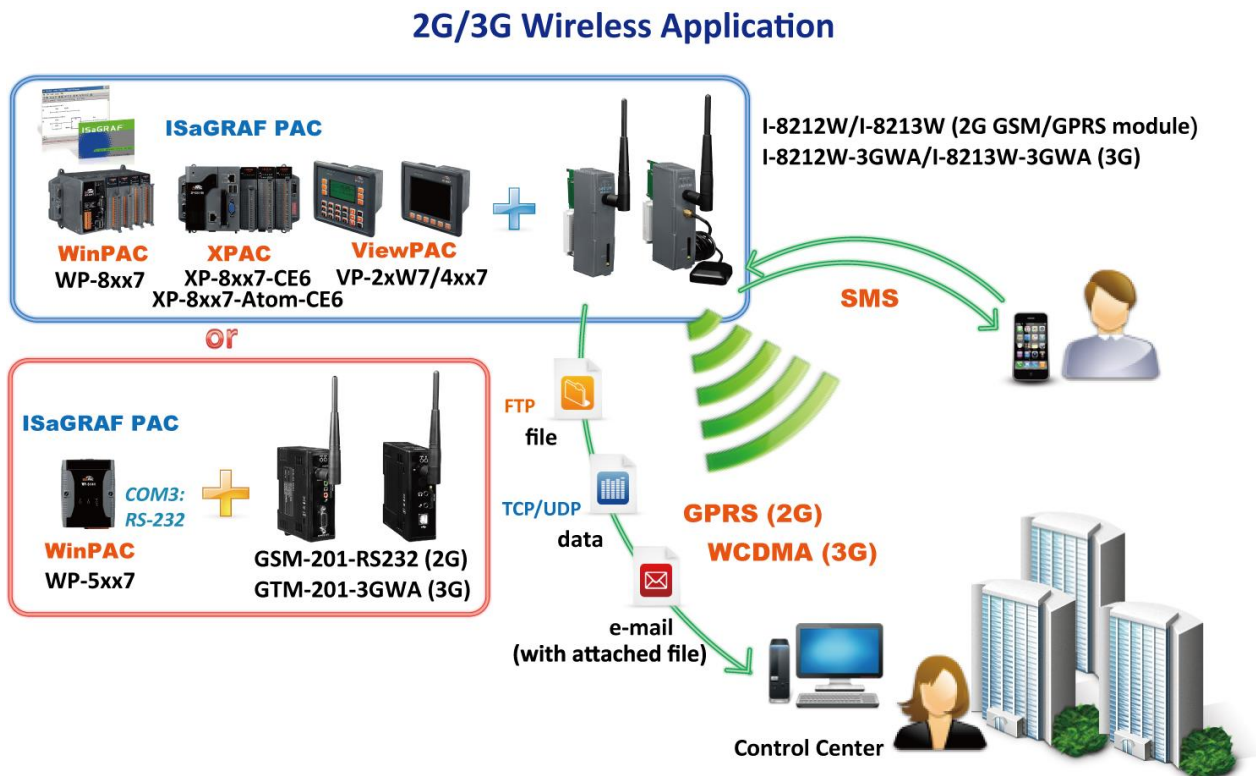 2G/3G Wireless Application
ISaGRAF
ISaGRAF PAC
WinPAC
WP-8xx7
XPAC
XP-8xx7-CE6
XP-8xx7-Atom-CE6
ViewPAC
VP-2xW7/4xx7
I-8212W/I-8213W (2G GSM/GPRS module)
I-8212W-3GWA/I-8213W-3GWA (3G)
SMS
or
ISaGRAF PAC
COM3:
RS-232
WinPAC
WP-5xx7
GSM-201-RS232 (2G)
GTM-201-3GWA (3G)
FTP
file
TCP/UDP
data
e-mail
(with attached file)
GPRS (2G)
WCDMA (3G)
Control Center